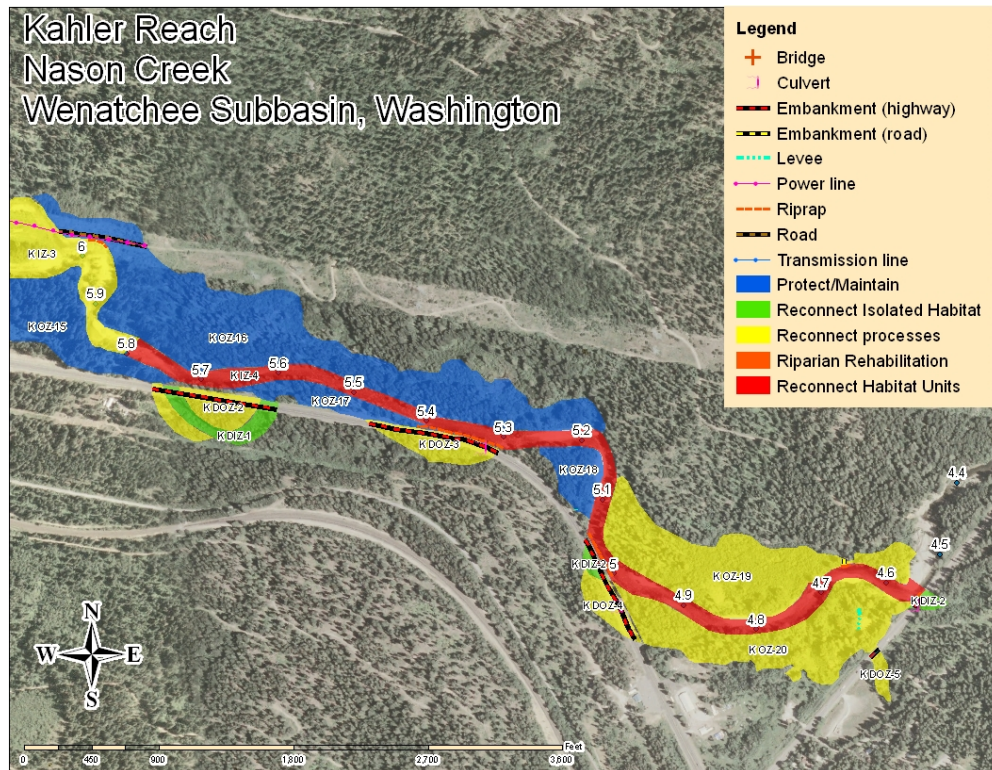 Kahler Reach
Nason Creek
Wenatchee Subbasin, Washington
Legend
Bridge
Culvert
Embankment (highway)
Embankment (road)
Levee
Power line
Riprap
Road
Transmission line
Protect/Maintain
Reconnect Isolated Habitat
Reconnect processes
Riparian Rehabilitation
Reconnect Habitat Units
6
K IZ-3
5.9
K OZ-15
5.8
K OZ-16
5.7
K IZ-4
5.6
5.5
K OZ-17
5.4
K DOZ-2
K DIZ-1
K DOZ-3
5.3
5.2
K OZ-18
5.1
4.4
4.5
K DIZ-2
5
K DOZ-4
4.9
K OZ-19
4.8
4.7
4.6
K DIZ-2
K OZ-20
K DOZ-5
N
W E
S
0 450 900 1,800 2,700 3,600
Feet